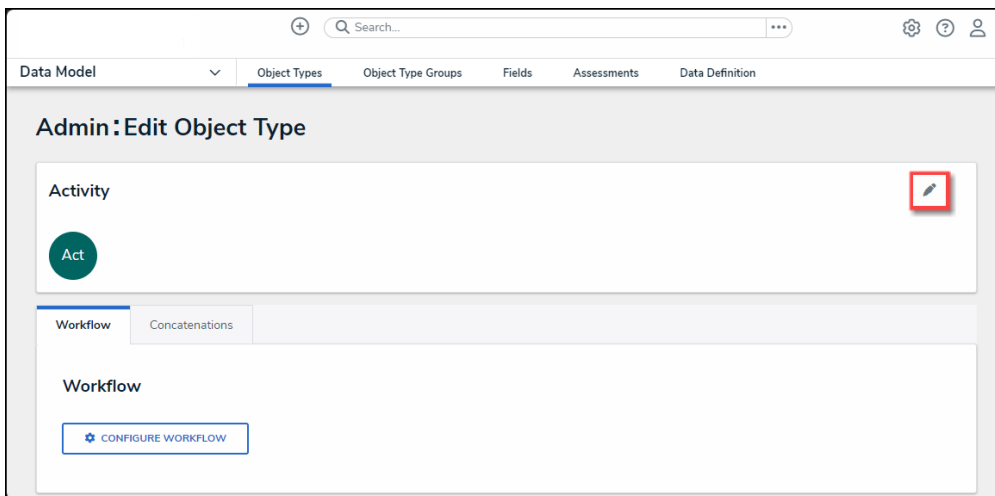 Search...
Data Model Object Types Object Type Groups Fields Assessments Data Definition
Admin:Edit Object Type
Activity
Act
Workflow Concatenations
Workflow
CONFIGURE WORKFLOW